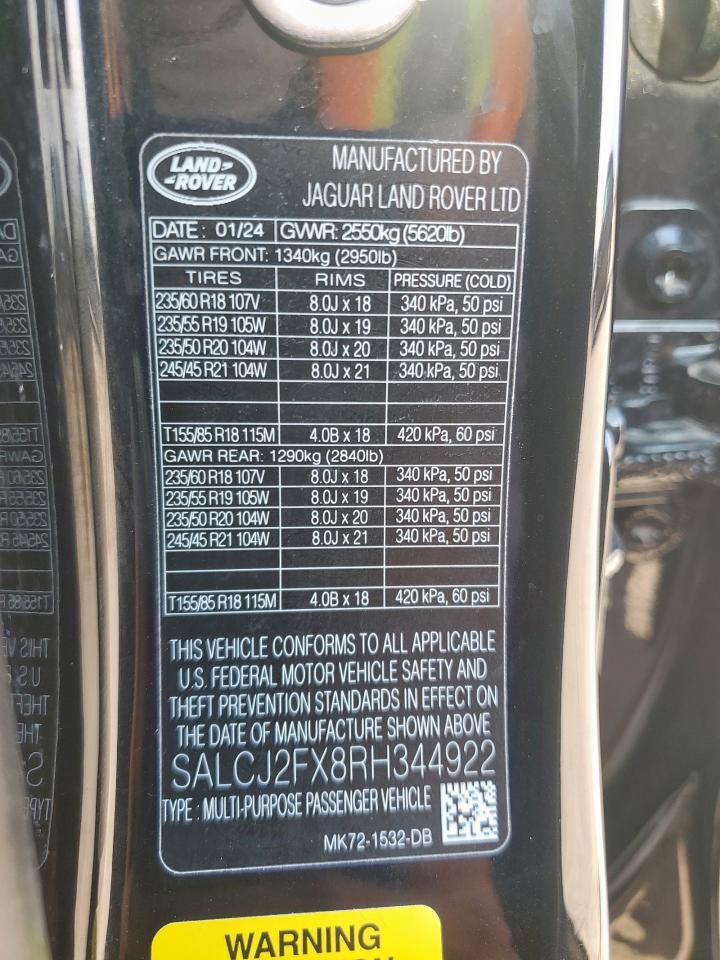 LAND-
-ROVER
MANUFACTURED BY
JAGUAR LAND ROVER LTD
DATE : 01/24 GVWR: 2550kg (5620lb)
GAWR FRONT: 1340kg (2950lb)
TIRES RIMS PRESSURE (COLD)
235/60 R18 107V 8.0J x 18 340 kPa, 50 psi
235/55 R19 105W 8.0J x 19 340 kPa, 50 psi
235/50 R20 104W 8.0J x 20 340 kPa, 50 psi
245/45 R21 104W 8.0J x 21 340 kPa, 50 psi
T155/85 R18 115M 4.0B x 18 420 kPa, 60 psi
GAWR REAR: 1290kg (2840lb)
235/60 R18 107V 8.0J x 18 340 kPa, 50 psi
235/55 R19 105W 8.0J x 19 340 kPa, 50 psi
235/50 R20 104W 8.0J x 20 340 kPa, 50 psi
245/45 R21 104W 8.0J x 21 340 kPa, 50 psi
T155/85 R18 115M 4.0B x 18 420 kPa, 60 psi
THIS VEHICLE CONFORMS TO ALL APPLICABLE
U.S. FEDERAL MOTOR VEHICLE SAFETY AND
THEFT PREVENTION STANDARDS IN EFFECT ON
THE DATE OF MANUFACTURE SHOWN ABOVE
SALCJ2FX8RH344922
TYPE : MULTI-PURPOSE PASSENGER VEHICLE
MK72-1532-DB
WARNING